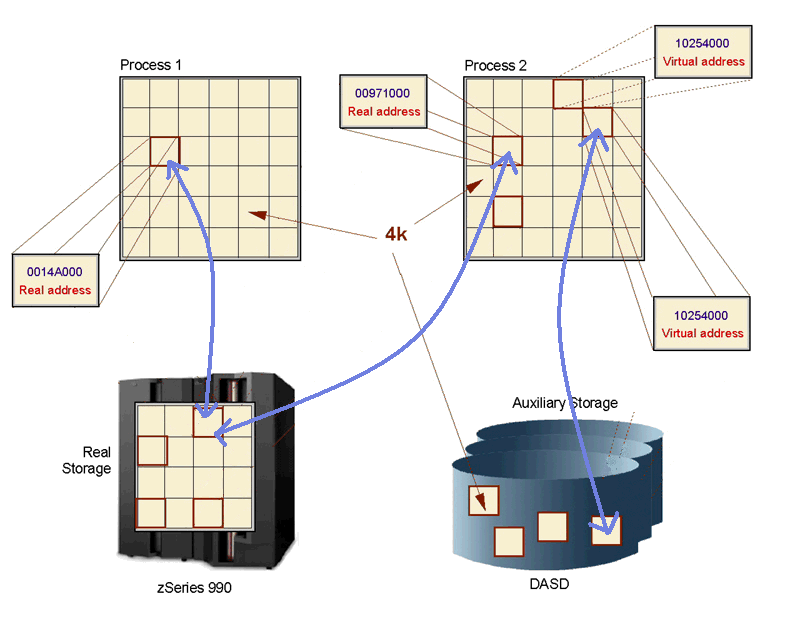 10254000
Virtual address
Process 1
Process 2
00971000
Real address
4k
0014A000
Real address
10254000
Virtual address
Auxiliary Storage
Real
Storage
zSeries 990
DASD